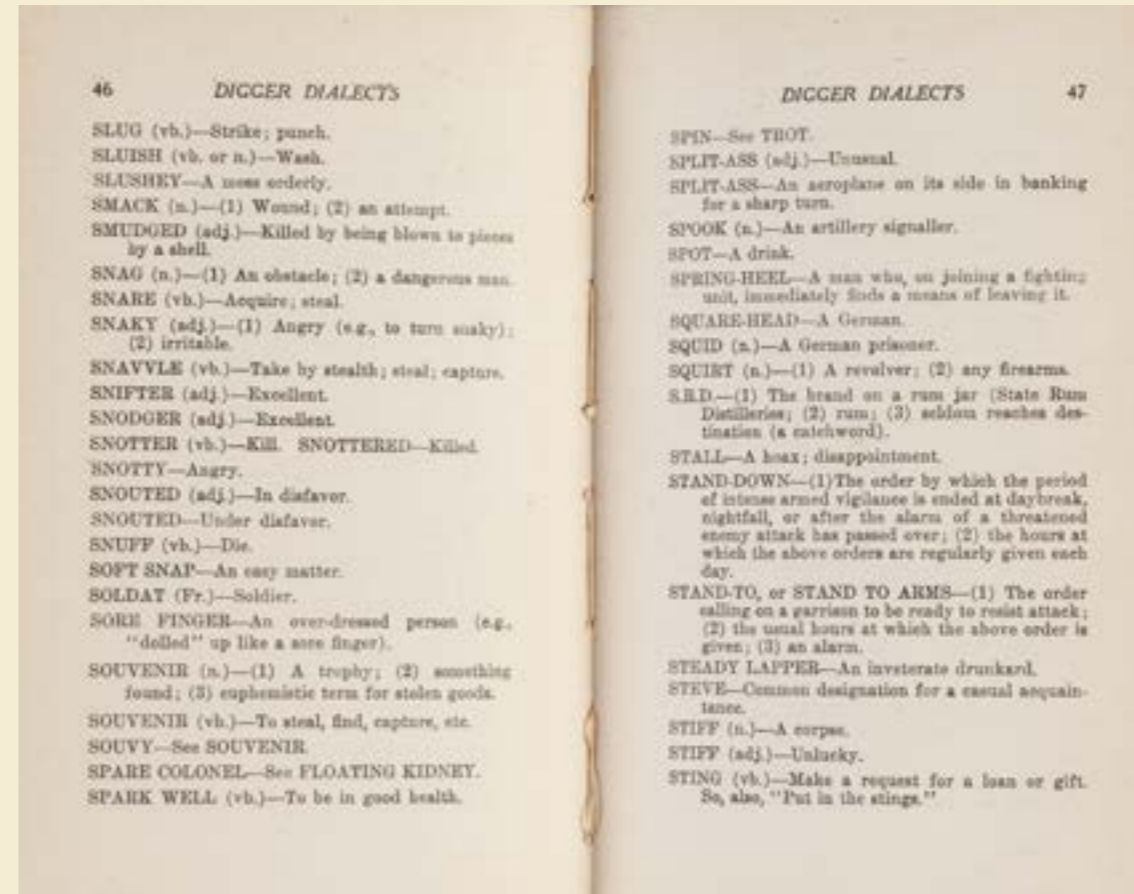 46 DIGGER DIALECTS
SLUG (vb.)—Strike; punch.
SLUISH (vb. or n.)—Wash.
SLUSHEY—A mess orderly.
SMACK (n.)—(1) Wound; (2) an attempt.
SMUDGED (adj.)—Killed by being blown to pieces
by a shell.
SNAG (n.)—(1) An obstacle; (2) a dangerous man.
SNARE (vb.)—Acquire; steal.
SNAKY (adj.)—(1) Angry (e.g., to turn snaky);
(2) irritable.
SNAVVLE (vb.)—Take by stealth; steal; capture.
SNIFTER (adj.)—Excellent.
SNODGER (adj.)—Excellent.
SNOTTER (vb.)—Kill. SNOTTERED—Killed.
SNOTTY—Angry.
SNOUTED (adj.)—In disfavor.
SNOUTED—Under disfavor.
SNUFF (vb.)—Die.
SOFT SNAP—An easy matter.
SOLDAT (Fr.)—Soldier.
SORE FINGER—An over-dressed person (e.g.,
"dolled" up like a sore finger).
SOUVENIR (n.)—(1) A trophy; (2) something
found; (3) euphemistic term for stolen goods.
SOUVENIR (vb.)—To steal, find, capture, etc.
SOUVY—See SOUVENIR.
SPARE COLONEL—See FLOATING KIDNEY.
SPARK WELL (vb.)—To be in good health.
DIGGER DIALECTS 47
SPIN—See TROT.
SPLIT-ASS (adj.)—Unusual.
SPLIT-ASS—An aeroplane on its side in banking
for a sharp turn.
SPOOK (n.)—An artillery signaller.
SPOT—A drink.
SPRING-HEEL—A man who, on joining a fighting
unit, immediately finds a means of leaving it.
SQUARE-HEAD—A German.
SQUID (n.)—A German prisoner.
SQUIRT (n.)—(1) A revolver; (2) any firearms.
S.R.D.—(1) The brand on a rum jar (State Rum
Distilleries; (2) rum; (3) seldom reaches des-
tination (a catchword).
STALL—A hoax; disappointment.
STAND-DOWN—(1)The order by which the period
of intense armed vigilance is ended at daybreak,
nightfall, or after the alarm of a threatened
enemy attack has passed over; (2) the hours at
which the above orders are regularly given each
day.
STAND-TO, or STAND TO ARMS—(1) The order
calling on a garrison to be ready to resist attack;
(2) the usual hours at which the above order is
given; (3) an alarm.
STEADY LAPPER—An inveterate drunkard.
STEVE—Common designation for a casual acquain-
tance.
STIFF (n.)—A corpse.
STIFF (adj.)—Unlucky.
STING (vb.)—Make a request for a loan or gift.
So, also, "Put in the stings."